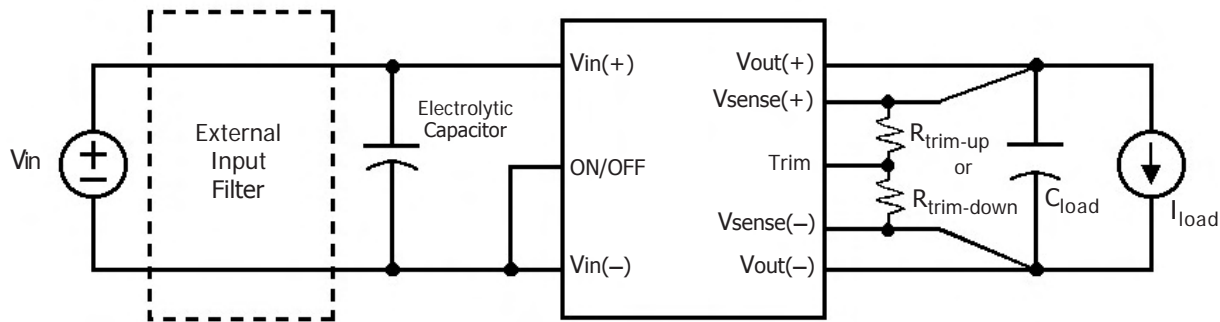 Vin
External
Input
Filter
Electrolytic
Capacitor
Vin(+)
ON/OFF
Vin(–)
Vout(+)
Vsense(+)
Trim
Vsense(–)
Vout(–)
Rtrim-up
or
Rtrim-down
Cload
Iload